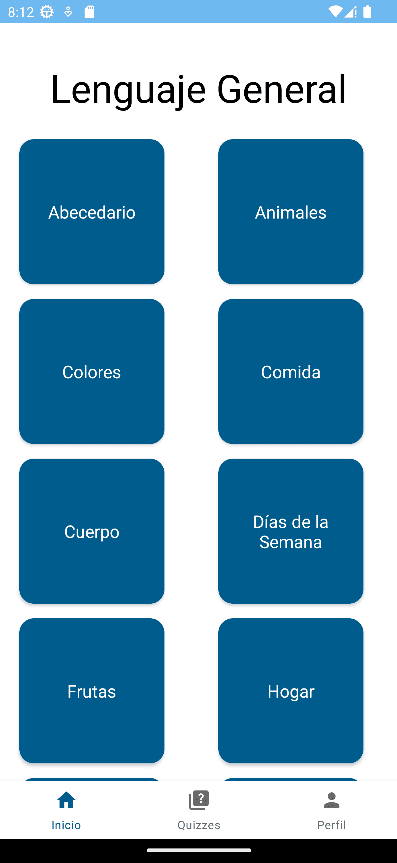 8:12
Lenguaje General
Abecedario
Animales
Colores
Comida
Cuerpo
Días de la
Semana
Frutas
Hogar
Inicio
Quizzes
Perfil